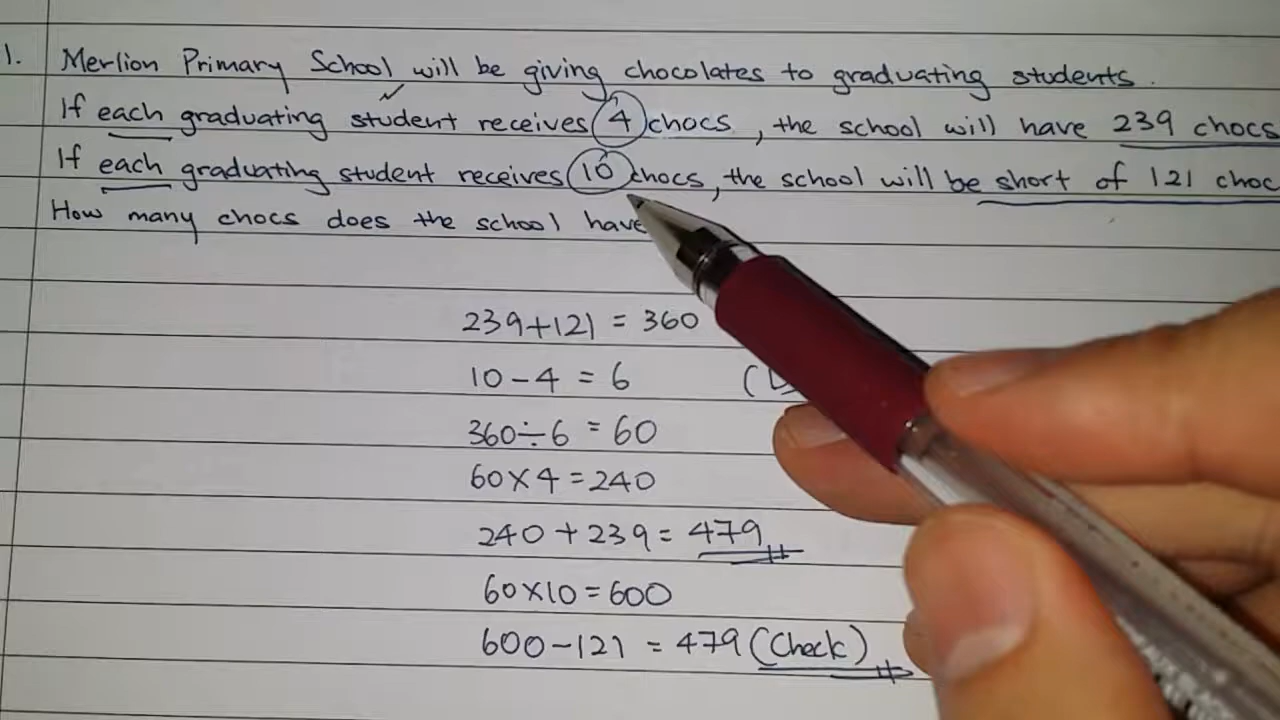 1. Merlion Primary School will be giving chocolates to graduating students.
If each graduating student receives 4 chocs, the school will have 239 chocs
If each graduating student receives 10 chocs, the school will be short of 121 choc
How many chocs does the school have
239+121 = 360
10-4 = 6
360÷6 = 60
60×4=240
240+239= 479
60×10=600
600-121 = 479 (Check)